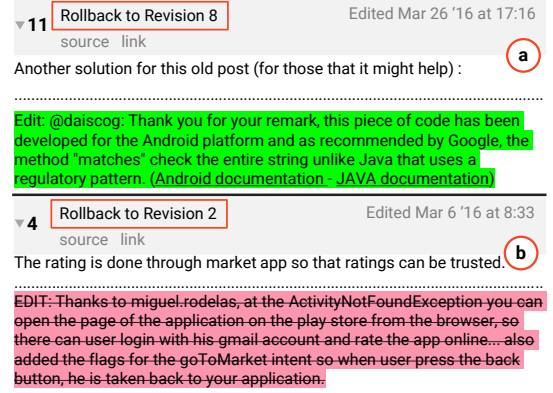 11 Rollback to Revision 8 Edited Mar 26 '16 at 17:16
source link
a
Another solution for this old post (for those that it might help) :
Edit: @daiscog: Thank you for your remark, this piece of code has been
developed for the Android platform and as recommended by Google, the
method "matches" check the entire string unlike Java that uses a
regulatory pattern. (Android documentation - JAVA documentation)
4 Rollback to Revision 2 Edited Mar 6 '16 at 8:33
source link
b
The rating is done through market app so that ratings can be trusted.
EDIT: Thanks to miguel.rodelas, at the ActivityNotFoundException you can
open the page of the application on the play store from the browser, so
there can user login with his gmail account and rate the app online... also
added the flags for the goToMarket intent so when user press the back
button, he is taken back to your application.